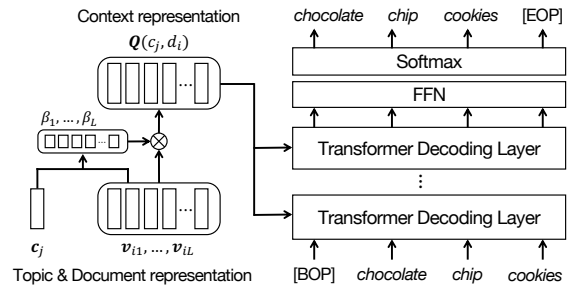 Context representation
𝑸(𝑐𝑗, 𝑑𝑖)
...
𝛽1, ..., 𝛽𝐿
...
⊗
...
𝒄𝑗
𝒗𝑖1, ..., 𝒗𝑖𝐿
Topic & Document representation
chocolate chip cookies [EOP]
Softmax
FFN
Transformer Decoding Layer
...
Transformer Decoding Layer
[BOP] chocolate chip cookies